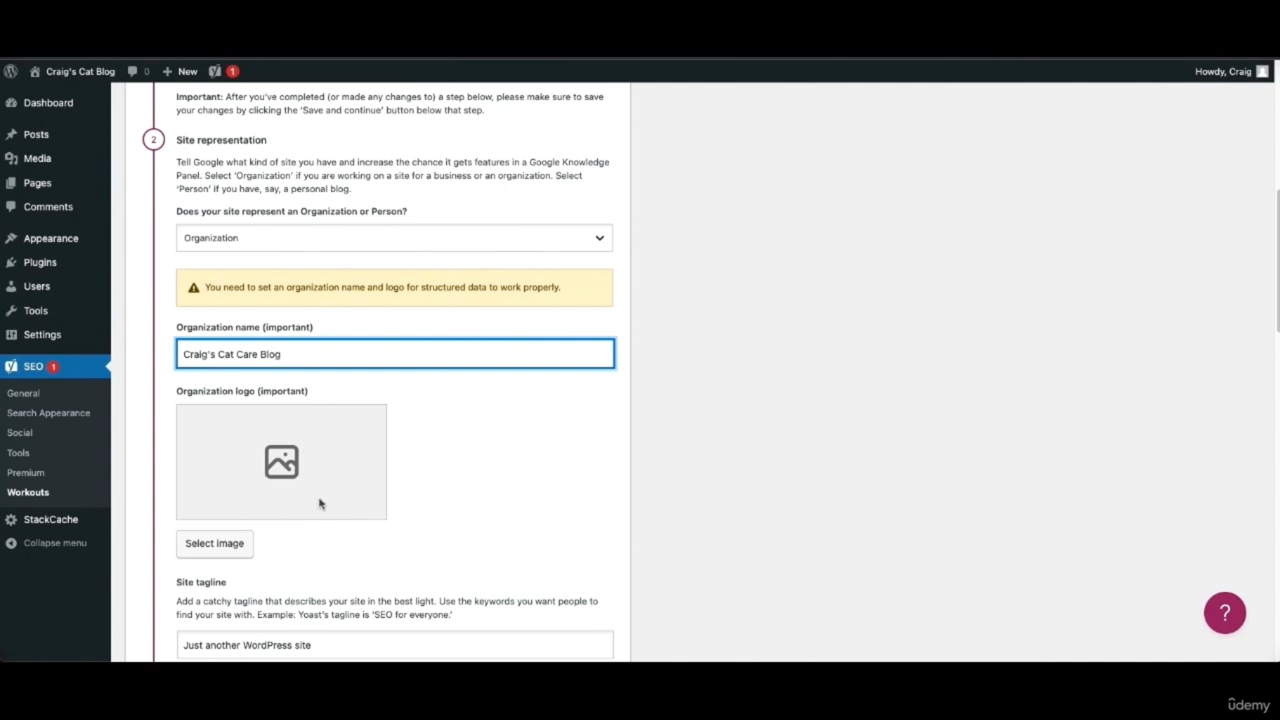 Craig's Cat Blog 0 New 1 Howdy, Craig
Dashboard
Posts
Media
Pages
Comments
Appearance
Plugins
Users
Tools
Settings
SEO 1
General
Search Appearance
Social
Tools
Premium
Workouts
StackCache
Collapse menu
Important: After you've completed (or made any changes to) a step below, please make sure to save
your changes by clicking the 'Save and continue' button below that step.
2 Site representation
Tell Google what kind of site you have and increase the chance it gets features in a Google Knowledge
Panel. Select 'Organization' if you are working on a site for a business or an organization. Select
'Person' if you have, say, a personal blog.
Does your site represent an Organization or Person?
Organization
You need to set an organization name and logo for structured data to work properly.
Organization name (important)
Craig's Cat Care Blog
Organization logo (important)
Select image
Site tagline
Add a catchy tagline that describes your site in the best light. Use the keywords you want people to
find your site with. Example: Yoast's tagline is 'SEO for everyone.'
Just another WordPress site
?
ûdemy